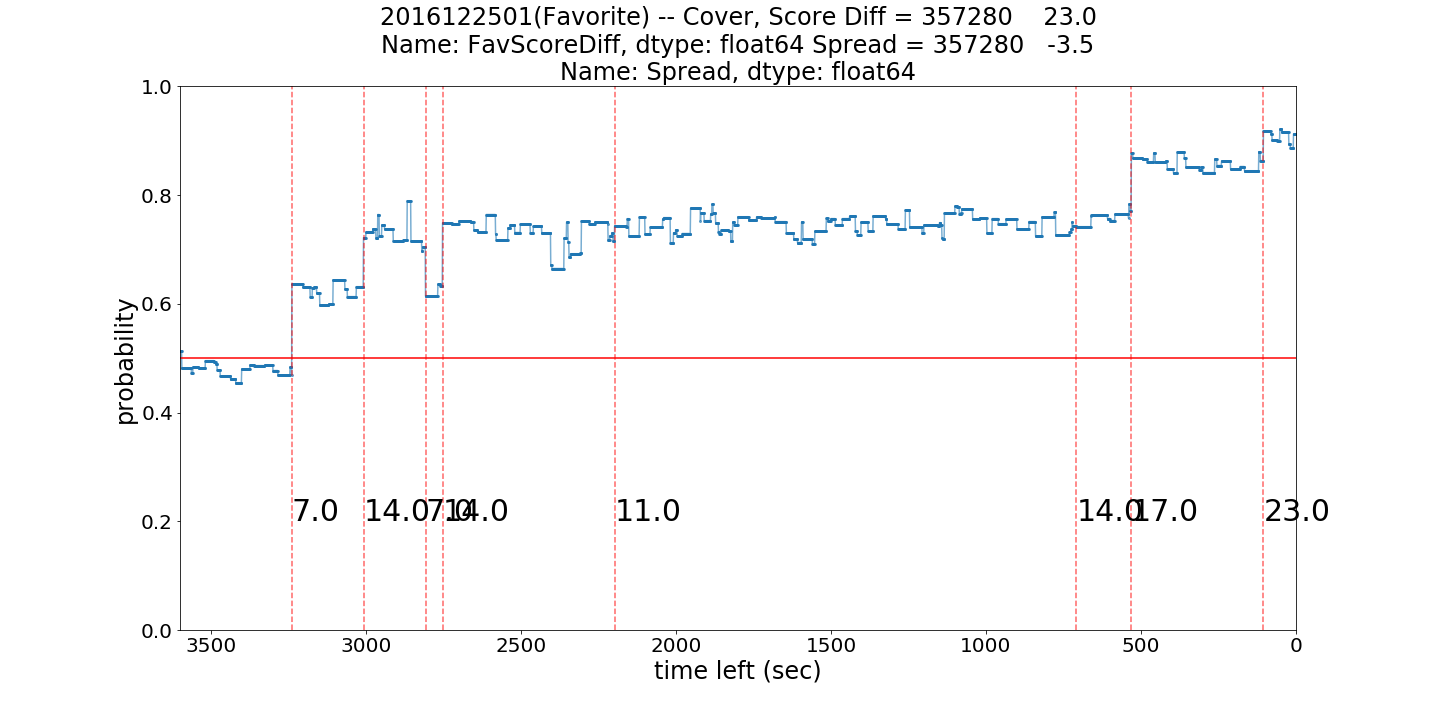 2016122501(Favorite) -- Cover, Score Diff = 357280    23.0
Name: FavScoreDiff, dtype: float64 Spread = 357280   -3.5
Name: Spread, dtype: float64
1.0
0.8
0.6
0.4
0.2
0.0
probability
7.0 14.0 7.0 14.0 11.0 14.0 17.0 23.0
3500 3000 2500 2000 1500 1000 500 0
time left (sec)